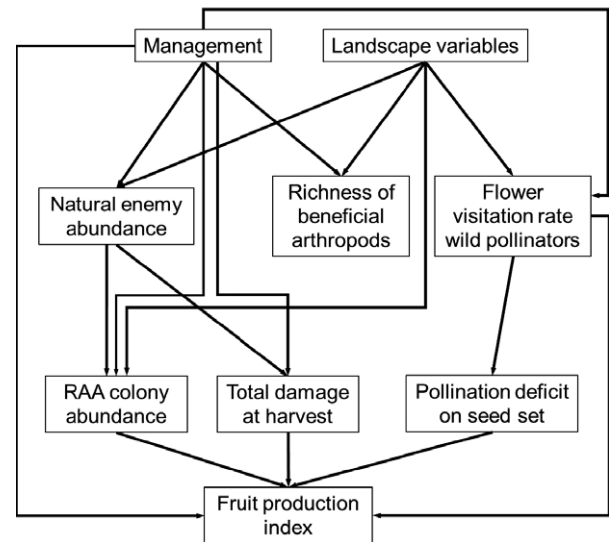 Management
Landscape variables
Natural enemy
abundance
Richness of
beneficial
arthropods
Flower
visitation rate
wild pollinators
RAA colony
abundance
Total damage
at harvest
Pollination deficit
on seed set
Fruit production
index